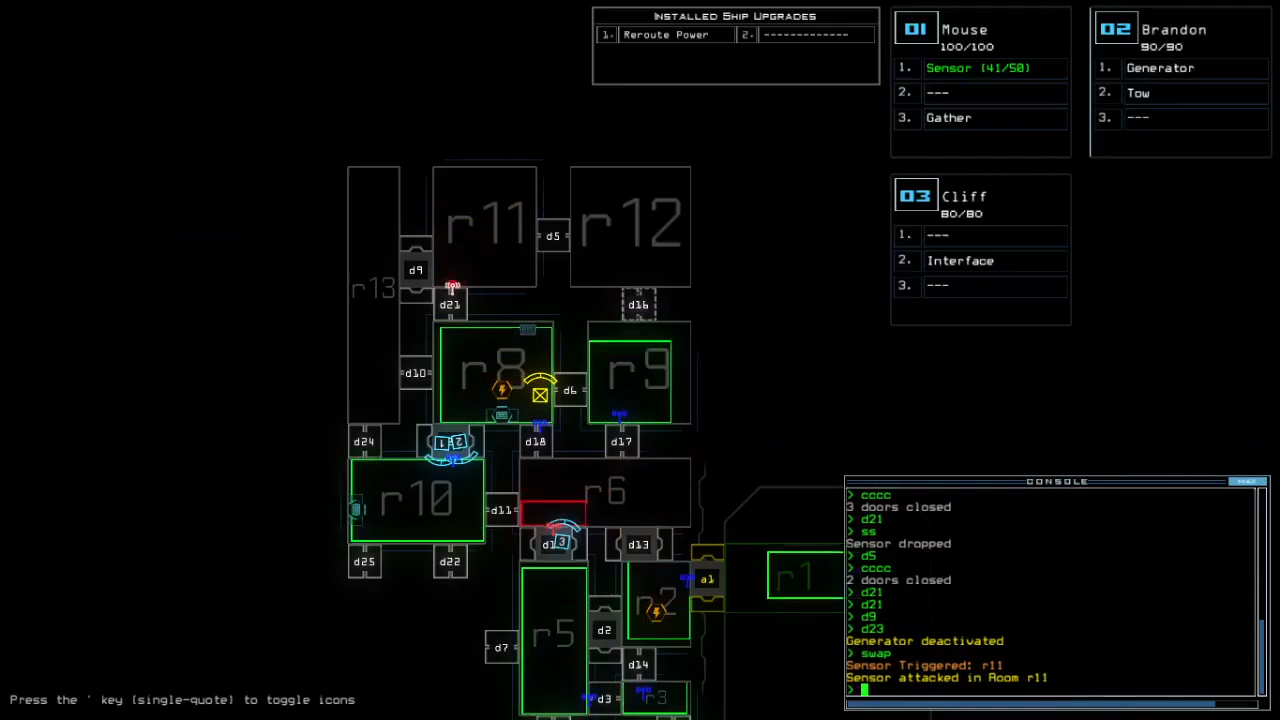 Installed Ship Upgrades
1. Reroute Power 2. -------------
01 Mouse
100/100
1. Sensor (41/50)
2. ---
3. Gather
02 Brandon
90/90
1. Generator
2. Tow
3. ---
03 Cliff
80/80
1. ---
2. Interface
3. ---
r11
r12
d5
d9
r13
d21
d16
r8
r9
d10
d6
d24
1
2
d18
d17
r10
r6
d11
3
d13
d25
d22
a1
r1
r2
r5
d2
d7
d14
d3
r3
CONSOLE
> cccc
3 doors closed
> d21
> ss
Sensor dropped
> d5
> cccc
2 doors closed
> d21
> d21
> d9
> d23
Generator deactivated
> swap
Sensor Triggered: r11
Sensor attacked in Room r11
>
Press the ' key (single-quote) to toggle icons